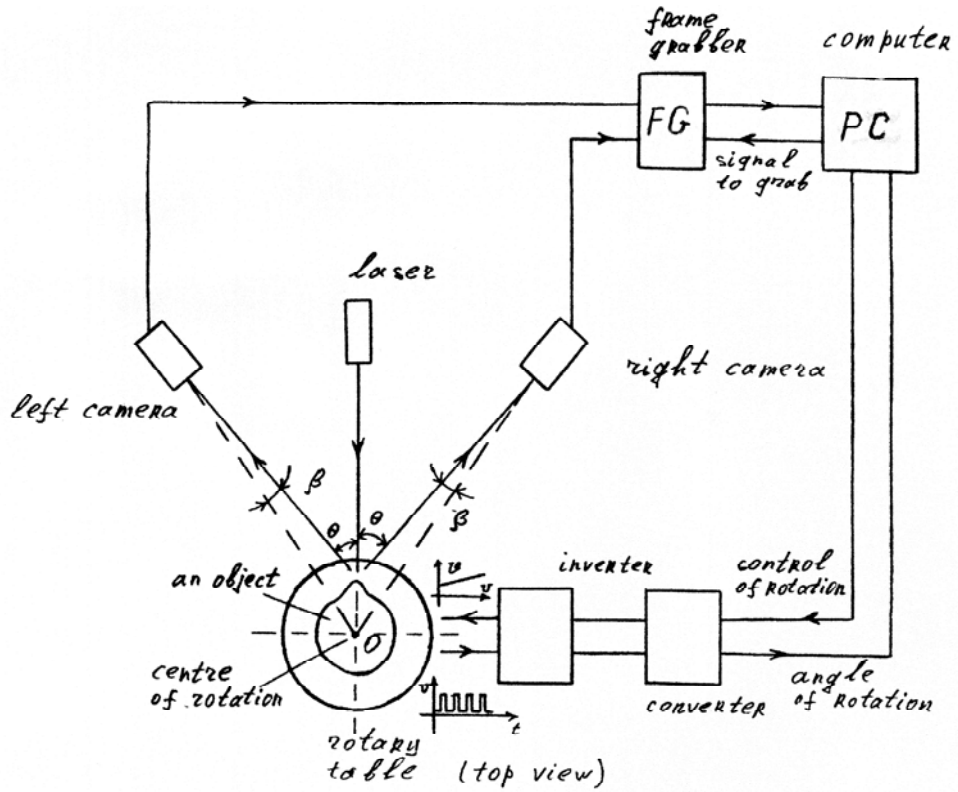 frame
grabber
computer
FG
PC
signal
to grab
laser
right camera
left camera
β
θ
θ
β
an object
inverter
control
of rotation
O
centre
of rotation
converter
angle
of rotation
t
rotary
table (top view)